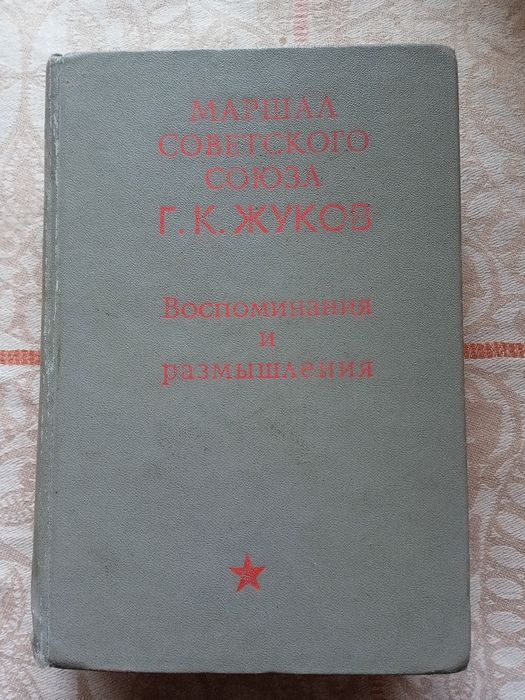 МАРШАЛ
СОВЕТСКОГО
СОЮЗА
Г. К. ЖУКОВ
Воспоминания
и
размышления